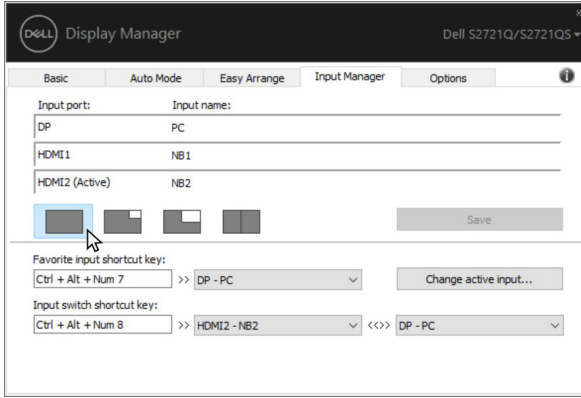 DELL Display Manager
Dell S2721Q/S2721QS
Basic Auto Mode Easy Arrange Input Manager Options
Input port: Input name:
DP PC
HDMI1 NB1
HDMI2 (Active) NB2
Save
Favorite input shortcut key:
Ctrl + Alt + Num 7 >> DP - PC Change active input...
Input switch shortcut key:
Ctrl + Alt + Num 8 >> HDMI2 - NB2 <<>> DP - PC